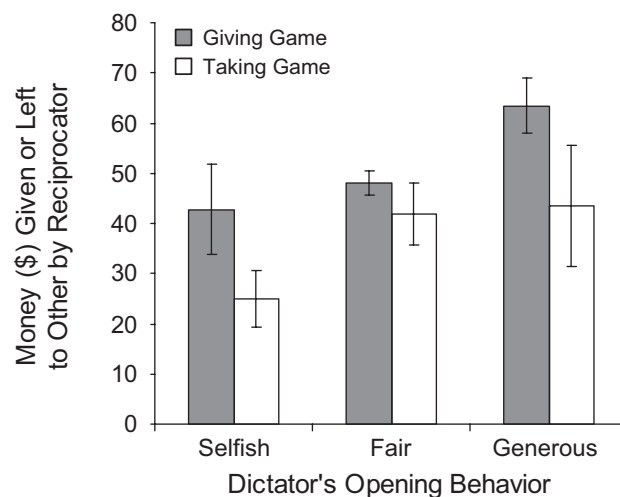 80
70
60
50
40
30
20
10
0
Giving Game
Taking Game
Money ($) Given or Left
to Other by Reciprocator
Selfish
Fair
Generous
Dictator's Opening Behavior